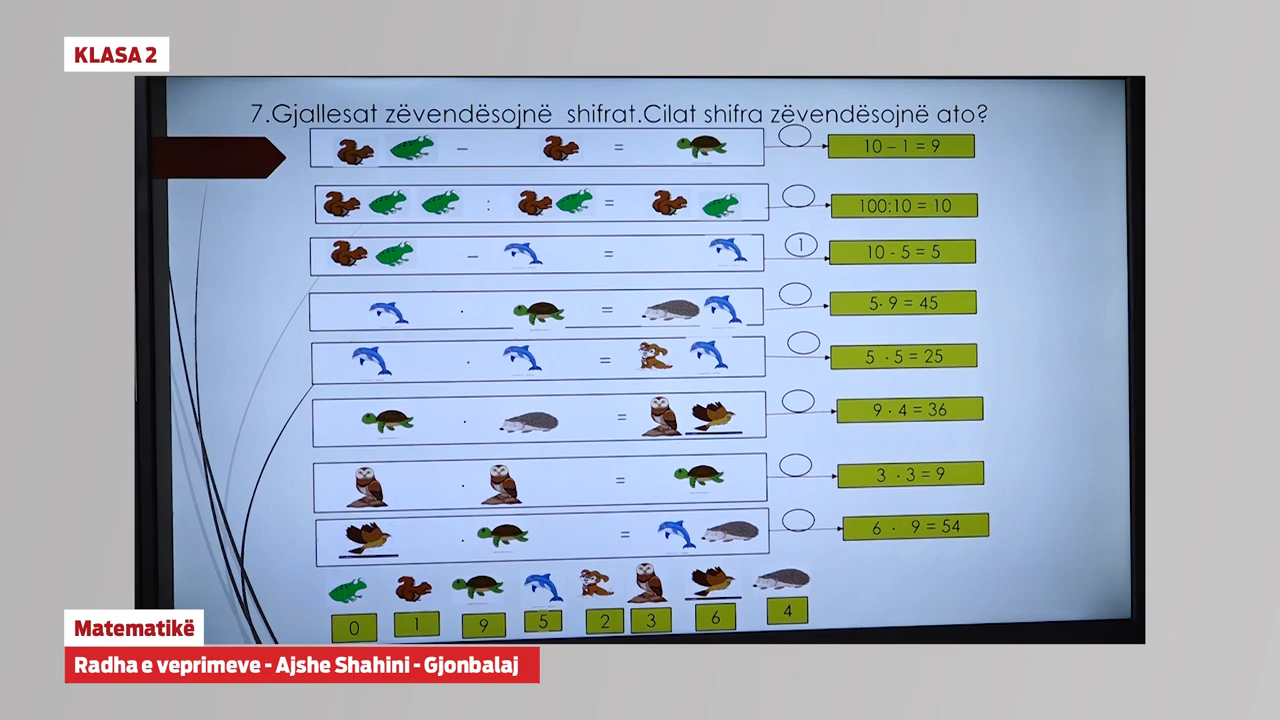 KLASA 2
7.Gjallesat zëvendësojnë shifrat.Cilat shifra zëvendësojnë ato?
– = 10 – 1 = 9
: = 100:10 = 10
– = 1 10 - 5 = 5
· = 5· 9 = 45
· = 5 · 5 = 25
· = 9 · 4 = 36
· = 3 · 3 = 9
· = 6 · 9 = 54
0 1 9 5 2 3 6 4
Matematikë
Radha e veprimeve - Ajshe Shahini - Gjonbalaj